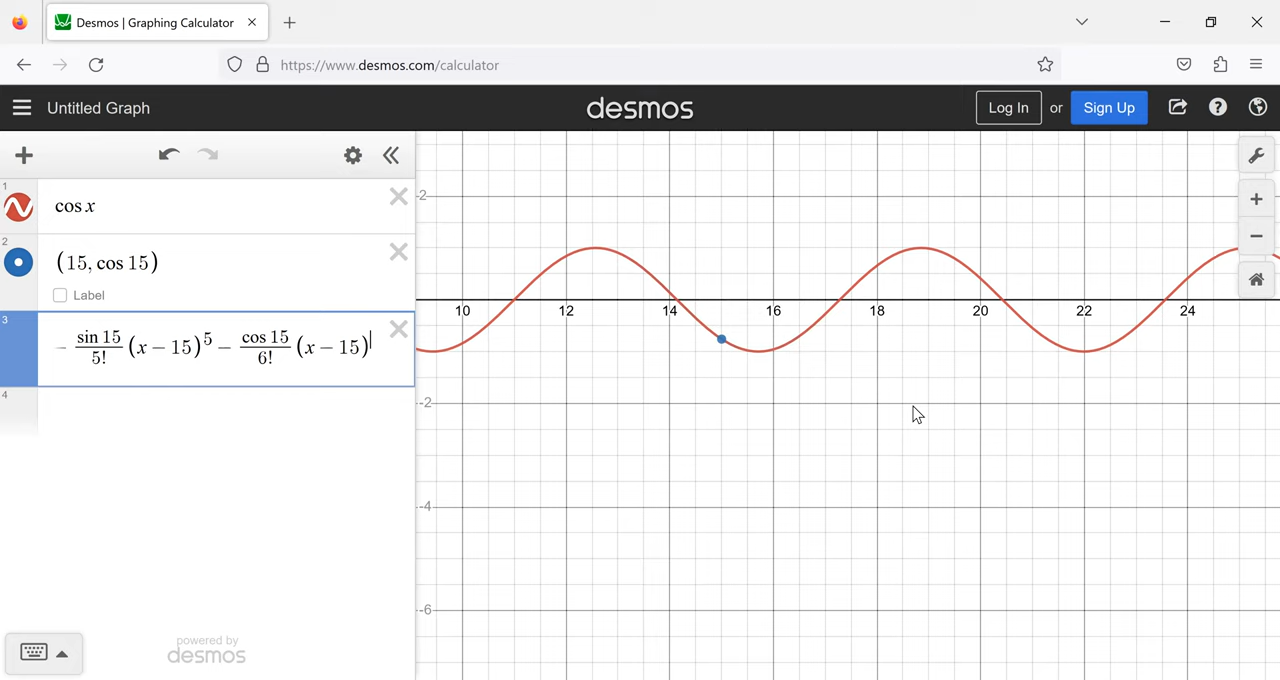 Desmos | Graphing Calculator
https://www.desmos.com/calculator
Untitled Graph
desmos
Log In or Sign Up
1
cos x
2
(15, cos 15)
Label
3
− sin 15/5! (x − 15)^5 − cos 15/6! (x − 15)
4
powered by
desmos
-2
10 12 14 16 18 20 22 24
-2
-4
-6